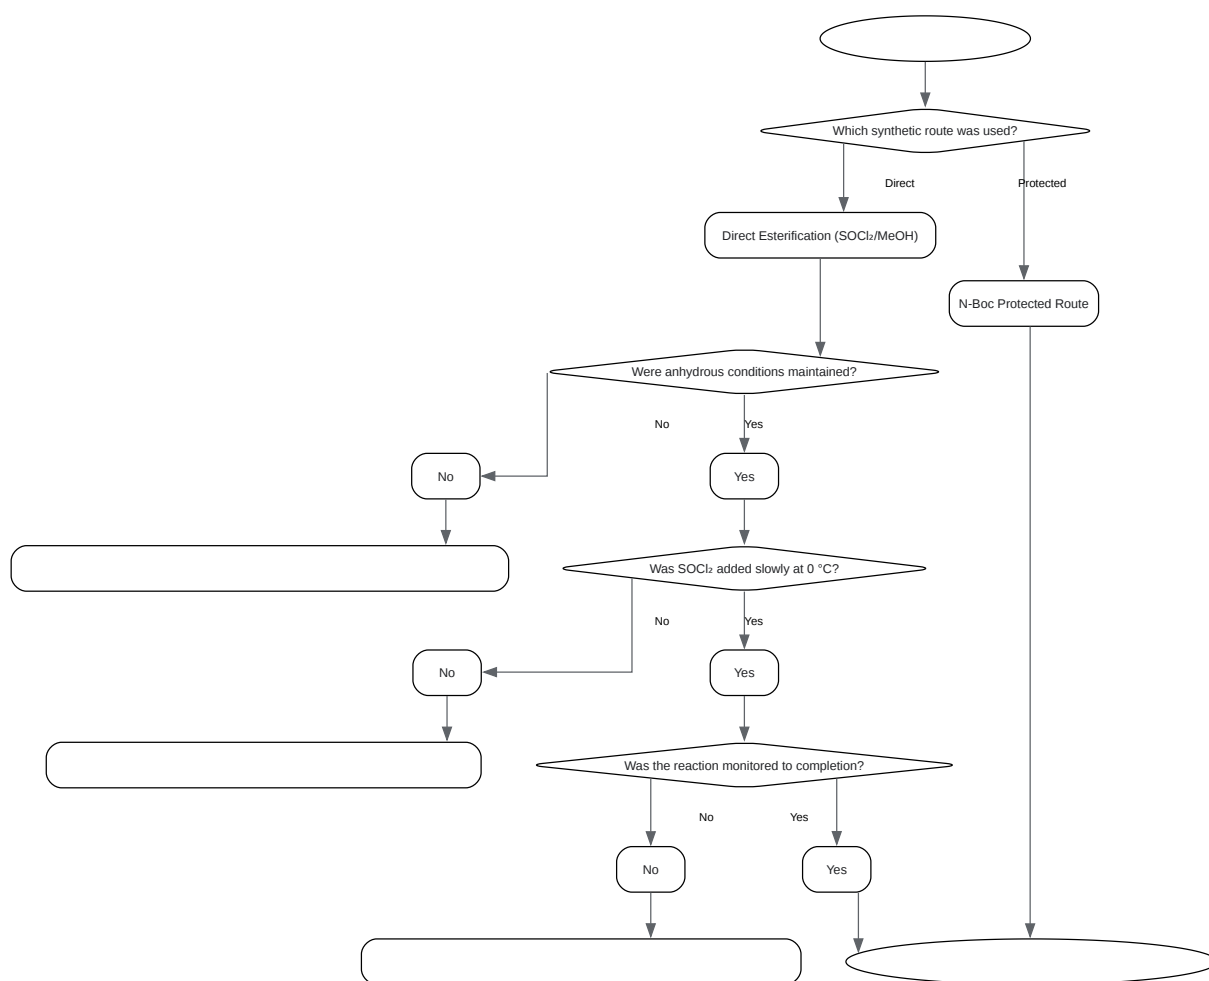 Which synthetic route was used?
Direct
Protected
Direct Esterification (SOCl₂/MeOH)
N-Boc Protected Route
Were anhydrous conditions maintained?
No
Yes
No
Yes
Was SOCl₂ added slowly at 0 °C?
No
Yes
No
Yes
Was the reaction monitored to completion?
No
Yes
No
Yes